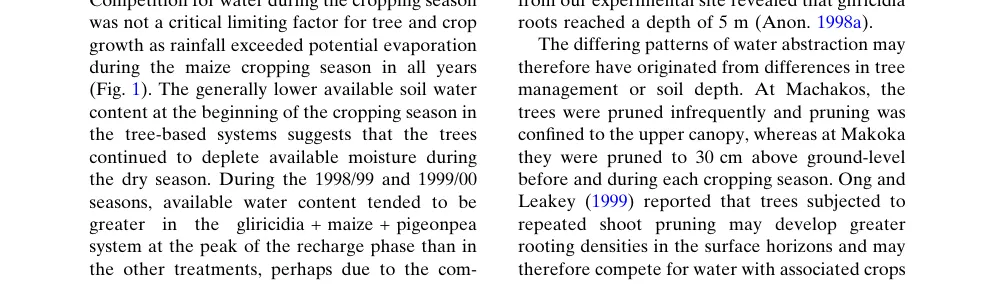 Competition for water during the cropping season
was not a critical limiting factor for tree and crop
growth as rainfall exceeded potential evaporation
during the maize cropping season in all years
(Fig. 1). The generally lower available soil water
content at the beginning of the cropping season in
the tree-based systems suggests that the trees
continued to deplete available moisture during
the dry season. During the 1998/99 and 1999/00
seasons, available water content tended to be
greater in the gliricidia + maize + pigeonpea
system at the peak of the recharge phase than in
the other treatments, perhaps due to the com-
from our experimental site revealed that gliricidia
roots reached a depth of 5 m (Anon. 1998a).
The differing patterns of water abstraction may
therefore have originated from differences in tree
management or soil depth. At Machakos, the
trees were pruned infrequently and pruning was
confined to the upper canopy, whereas at Makoka
they were pruned to 30 cm above ground-level
before and during each cropping season. Ong and
Leakey (1999) reported that trees subjected to
repeated shoot pruning may develop greater
rooting densities in the surface horizons and may
therefore compete for water with associated crops